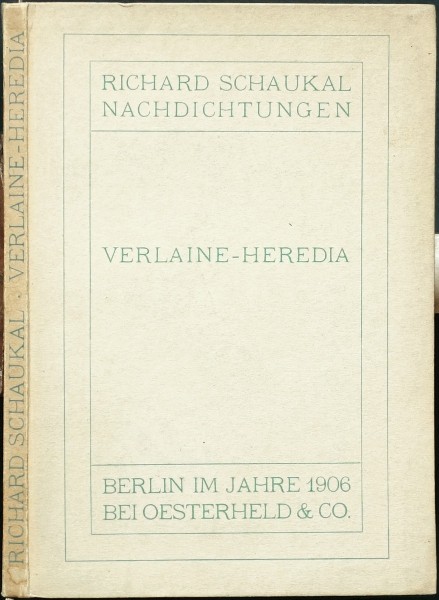 RICHARD SCHAUKAL
NACHDICHTUNGEN
VERLAINE-HEREDIA
BERLIN IM JAHRE 1906
BEI OESTERHELD & CO.
RICHARD SCHAUKAL · VERLAINE-HEREDIA